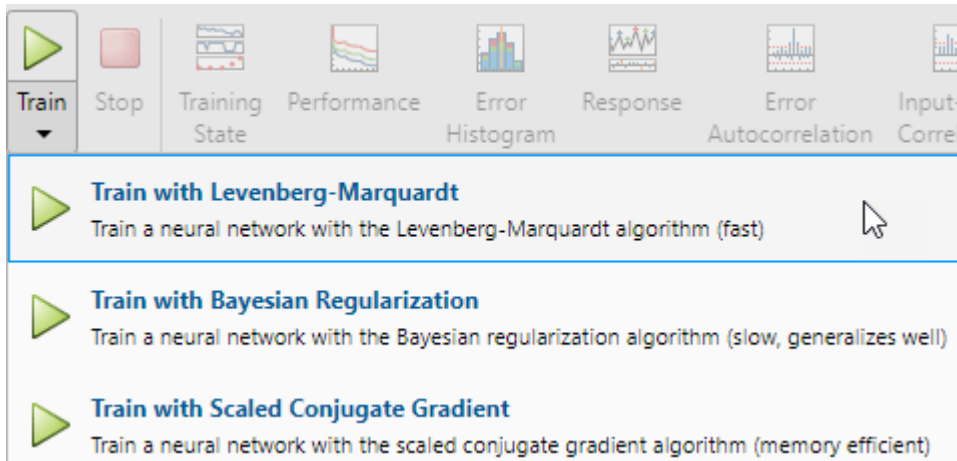 Train
Stop
Training
State
Performance
Error
Histogram
Response
Error
Autocorrelation
Train with Levenberg-Marquardt
Train a neural network with the Levenberg-Marquardt algorithm (fast)
Train with Bayesian Regularization
Train a neural network with the Bayesian regularization algorithm (slow, generalizes well)
Train with Scaled Conjugate Gradient
Train a neural network with the scaled conjugate gradient algorithm (memory efficient)